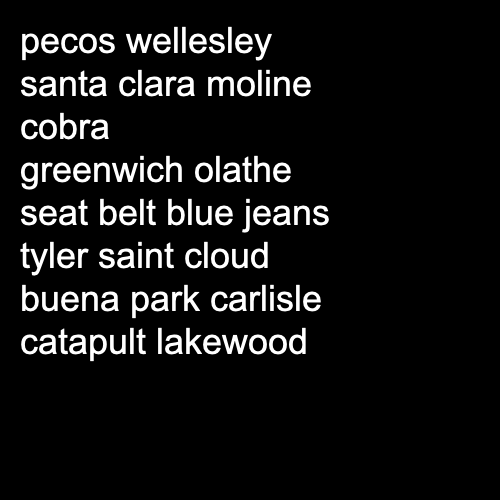 pecos wellesley
santa clara moline
cobra
greenwich olathe
seat belt blue jeans
tyler saint cloud
buena park carlisle
catapult lakewood